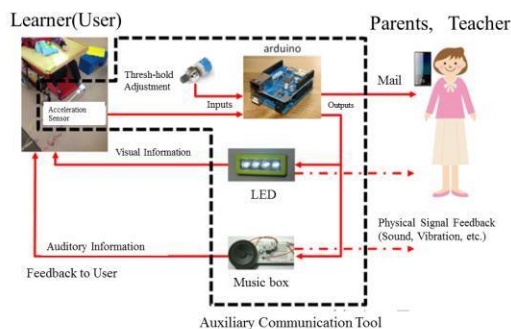 Learner(User)
Parents, Teacher
arduino
Thresh-hold
Adjustment
Mail
Inputs
Outputs
Acceleration
Sensor
Visual Information
LED
Physical Signal Feedback
(Sound, Vibration, etc.)
Auditory Information
Feedback to User
Music box
Auxiliary Communication Tool